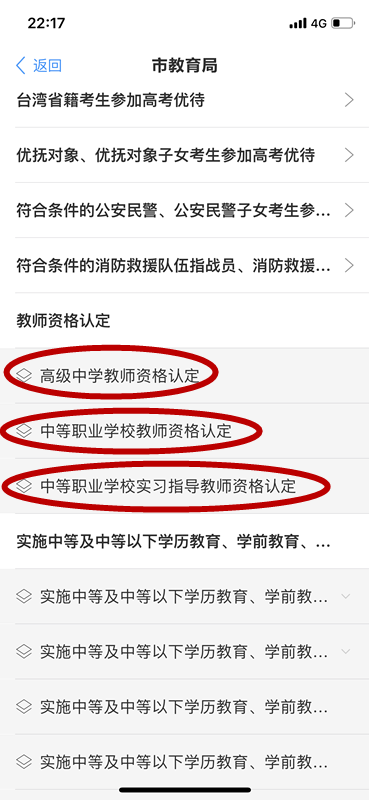 22:17
4G
返回
市教育局
台湾省籍考生参加高考优待
优抚对象、优抚对象子女考生参加高考优待
符合条件的公安民警、公安民警子女考生参...
符合条件的消防救援队伍指战员、消防救援...
教师资格认定
高级中学教师资格认定
中等职业学校教师资格认定
中等职业学校实习指导教师资格认定
实施中等及中等以下学历教育、学前教育、...
实施中等及中等以下学历教育、学前教...
实施中等及中等以下学历教育、学前教...
实施中等及中等以下学历教育、学前教...
实施中等及中等以下学历教育、学前教...